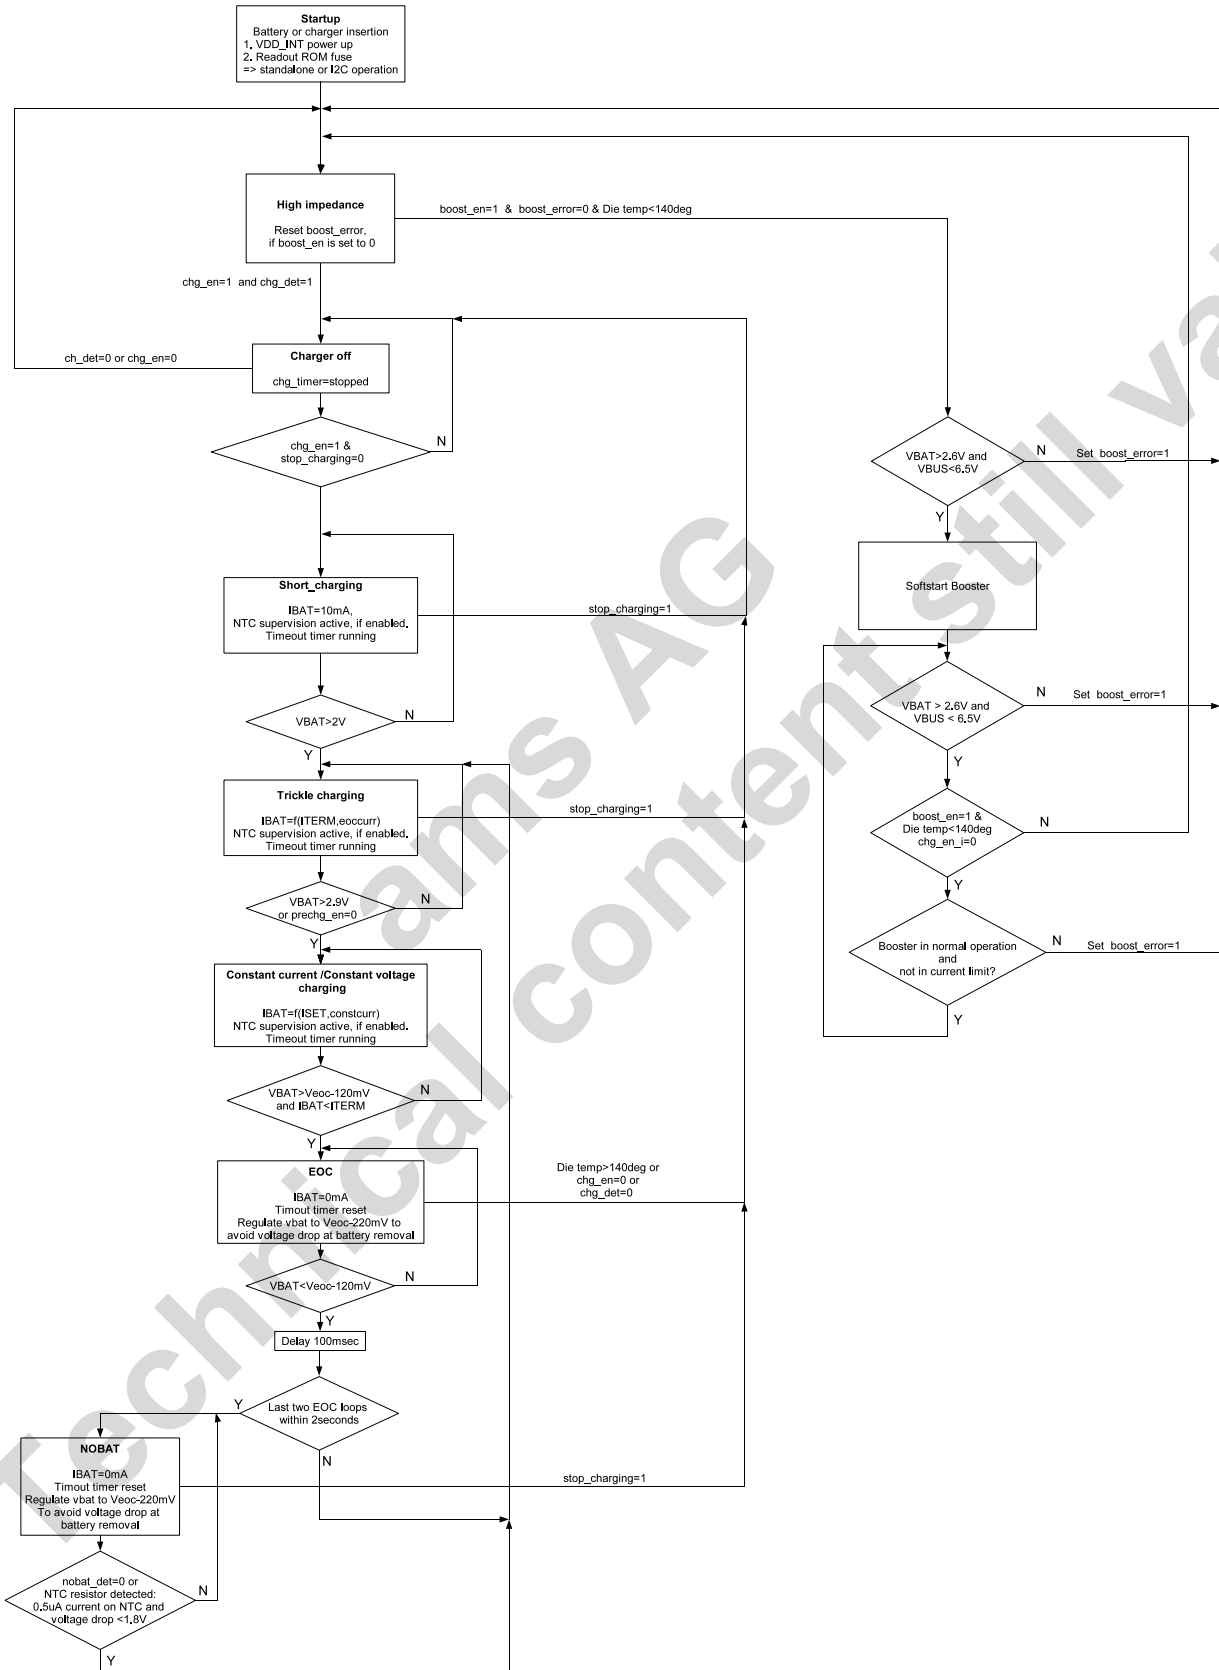 Startup
Battery or charger insertion
1. VDD_INT power up
2. Readout ROM fuse
=> standalone or I2C operation
High impedance
Reset boost_error,
if boost_en is set to 0
boost_en=1 & boost_error=0 & Die temp<140deg
chg_en=1 and chg_det=1
Charger off
chg_timer=stopped
ch_det=0 or chg_en=0
chg_en=1 &
stop_charging=0
N
Short_charging
IBAT=10mA,
NTC supervision active, if enabled.
Timeout timer running
stop_charging=1
VBAT>2V
N
Y
Trickle charging
IBAT=f(ITERM,eoccurr)
NTC supervision active, if enabled.
Timeout timer running
stop_charging=1
VBAT>2.9V
or prechg_en=0
N
Y
Constant current /Constant voltage
charging
IBAT=f(ISET,constcurr)
NTC supervision active, if enabled.
Timeout timer running
VBAT>Veoc-120mV
and IBAT<ITERM
N
Y
EOC
IBAT=0mA
Timout timer reset
Regulate vbat to Veoc-220mV to
avoid voltage drop at battery removal
Die temp>140deg or
chg_en=0 or
chg_det=0
VBAT<Veoc-120mV
N
Y
Delay 100msec
Last two EOC loops
within 2seconds
Y
N
NOBAT
IBAT=0mA
Timout timer reset
Regulate vbat to Veoc-220mV
To avoid voltage drop at
battery removal
stop_charging=1
nobat_det=0 or
NTC resistor detected:
0.5uA current on NTC and
voltage drop <1.8V
N
Y
VBAT>2.6V and
VBUS<6.5V
N
Set boost_error=1
Y
Softstart Booster
VBAT > 2.6V and
VBUS < 6.5V
N
Set boost_error=1
Y
boost_en=1 &
Die temp<140deg
chg_en_i=0
N
Y
Booster in normal operation
and
not in current limit?
N
Set boost_error=1
Y
ams AG
Technical content still va